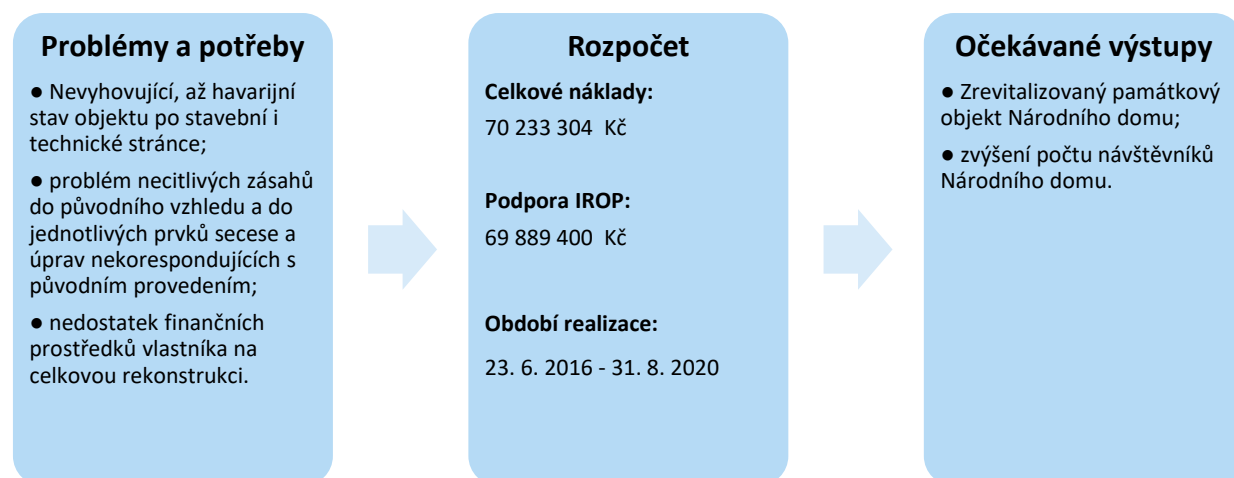 Problémy a potřeby
● Nevyhovující, až havarijní
stav objektu po stavební i
technické stránce;
● problém necitlivých zásahů
do původního vzhledu a do
jednotlivých prvků secese a
úprav nekorespondujících s
původním provedením;
● nedostatek finančních
prostředků vlastníka na
celkovou rekonstrukci.
Rozpočet
Celkové náklady:
70 233 304 Kč
Podpora IROP:
69 889 400 Kč
Období realizace:
23. 6. 2016 - 31. 8. 2020
Očekávané výstupy
● Zrevitalizovaný památkový
objekt Národního domu;
● zvýšení počtu návštěvníků
Národního domu.